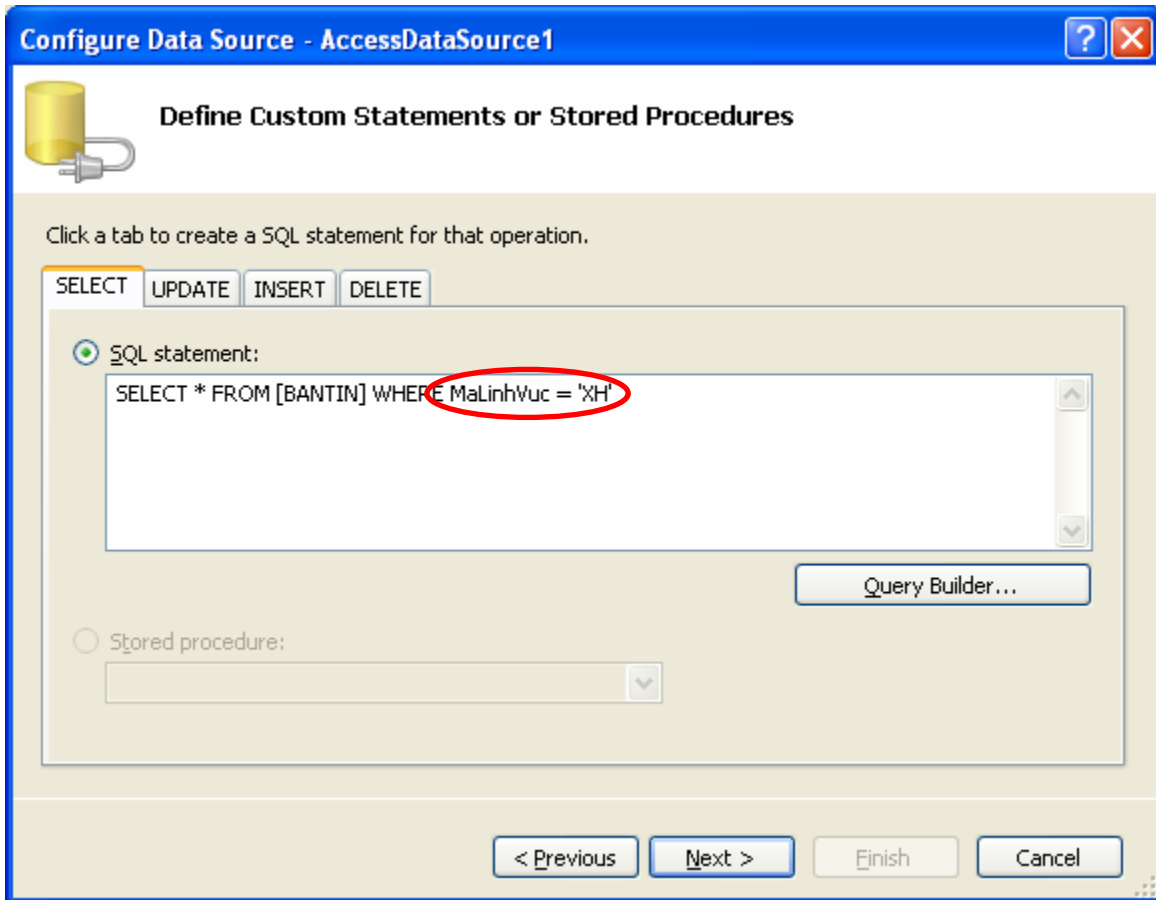 Configure Data Source - AccessDataSource1
Define Custom Statements or Stored Procedures
Click a tab to create a SQL statement for that operation.
SELECT UPDATE INSERT DELETE
SQL statement:
SELECT * FROM [BANTIN] WHERE MaLinhVuc = 'XH'
Query Builder...
Stored procedure:
< Previous Next > Finish Cancel